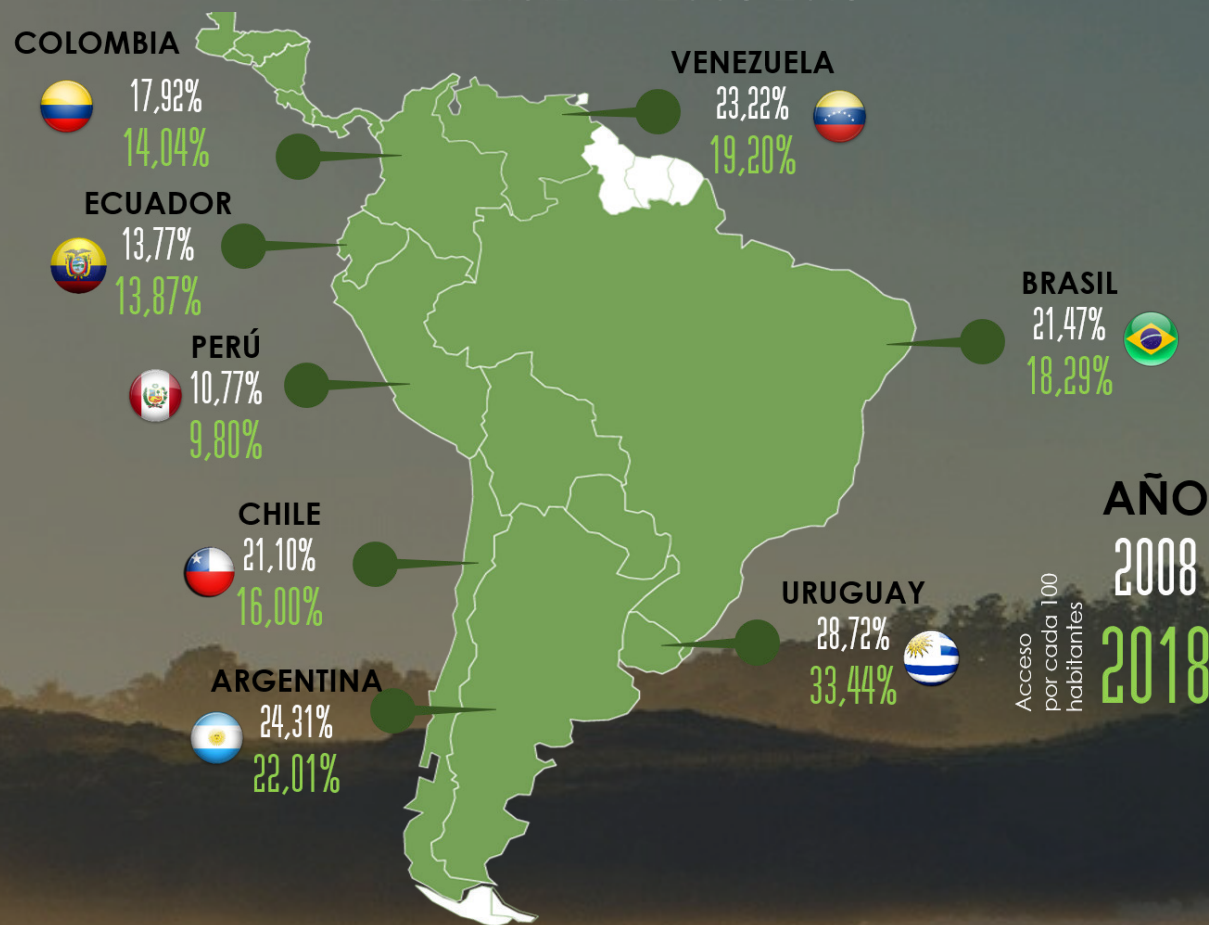 COLOMBIA
17,92%
14,04%
VENEZUELA
23,22%
19,20%
ECUADOR
13,77%
13,87%
BRASIL
21,47%
18,29%
PERÚ
10,77%
9,80%
CHILE
21,10%
16,00%
URUGUAY
28,72%
33,44%
ARGENTINA
24,31%
22,01%
AÑO
2008
2018
Acceso
por cada 100
habitantes